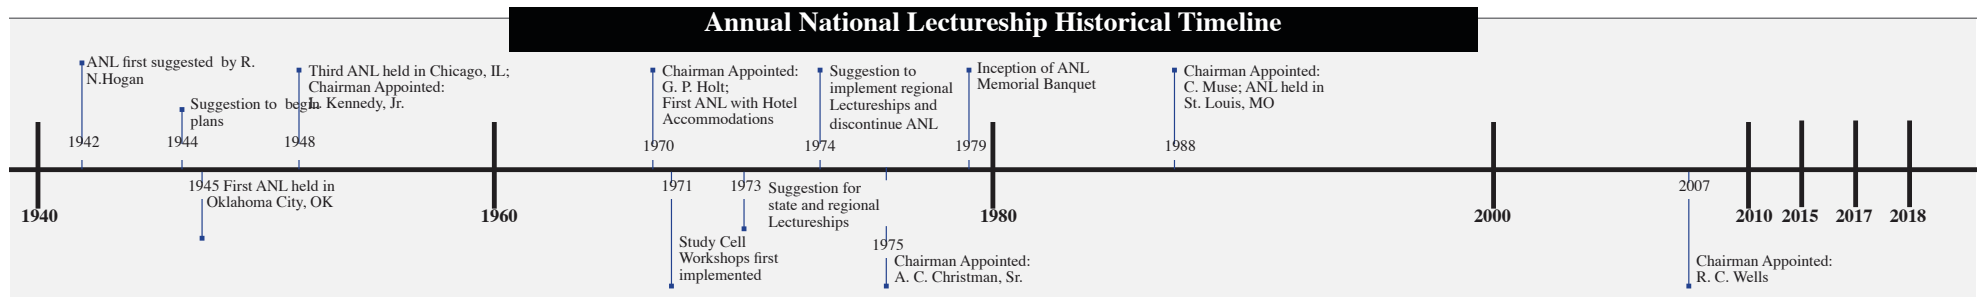 Annual National Lectureship Historical Timeline
ANL first suggested by R.
N.Hogan
1942
Suggestion to begin
plans
1944
Third ANL held in Chicago, IL;
Chairman Appointed:
L. Kennedy, Jr.
1948
Chairman Appointed:
G. P. Holt;
First ANL with Hotel
Accommodations
1970
Suggestion to
implement regional
Lectureships and
discontinue ANL
1974
Inception of ANL
Memorial Banquet
1979
Chairman Appointed:
C. Muse; ANL held in
St. Louis, MO
1988
1945 First ANL held in
Oklahoma City, OK
1971
Study Cell
Workshops first
implemented
1973
Suggestion for
state and regional
Lectureships
1975
Chairman Appointed:
A. C. Christman, Sr.
2007
Chairman Appointed:
R. C. Wells
1940
1960
1980
2000
2010
2015
2017
2018